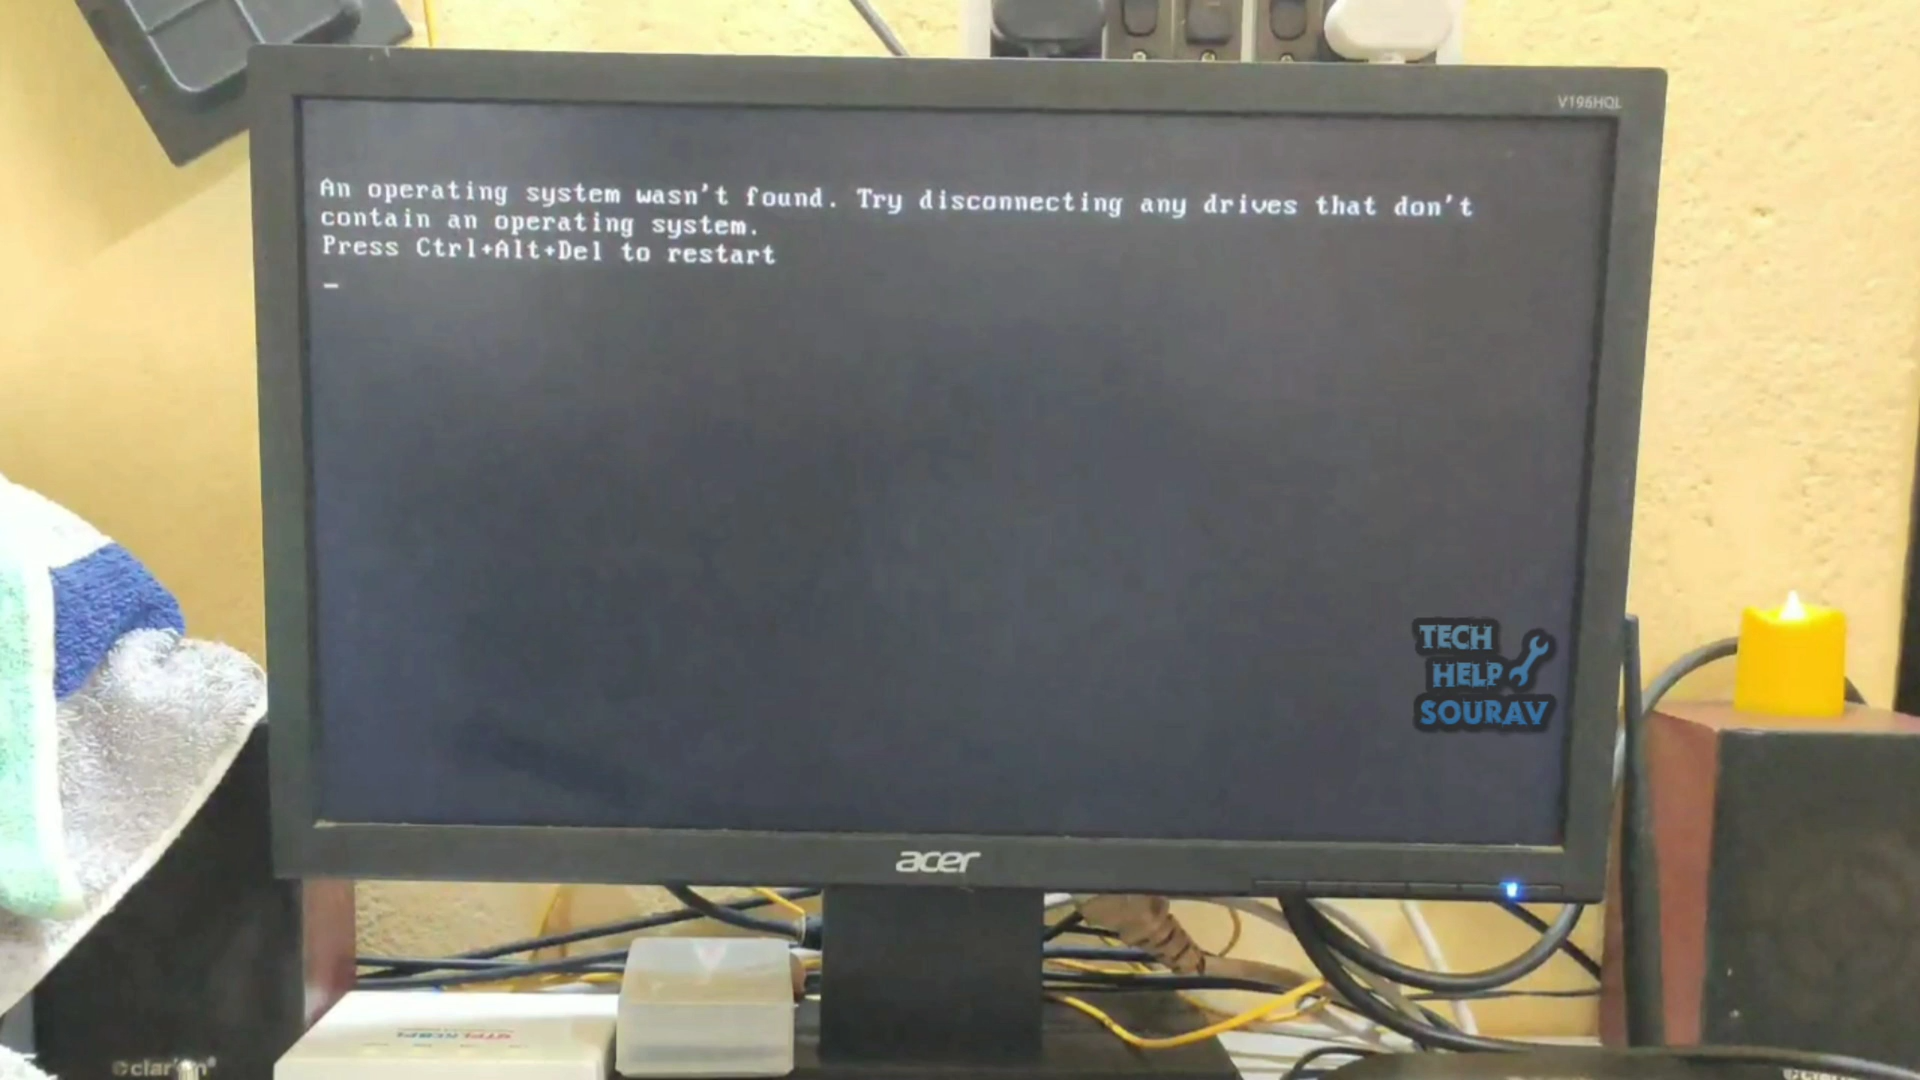 V196HQL
An operating system wasn't found. Try disconnecting any drives that don't
contain an operating system.
Press Ctrl+Alt+Del to restart
_
TECH
HELP
SOURAV
acer